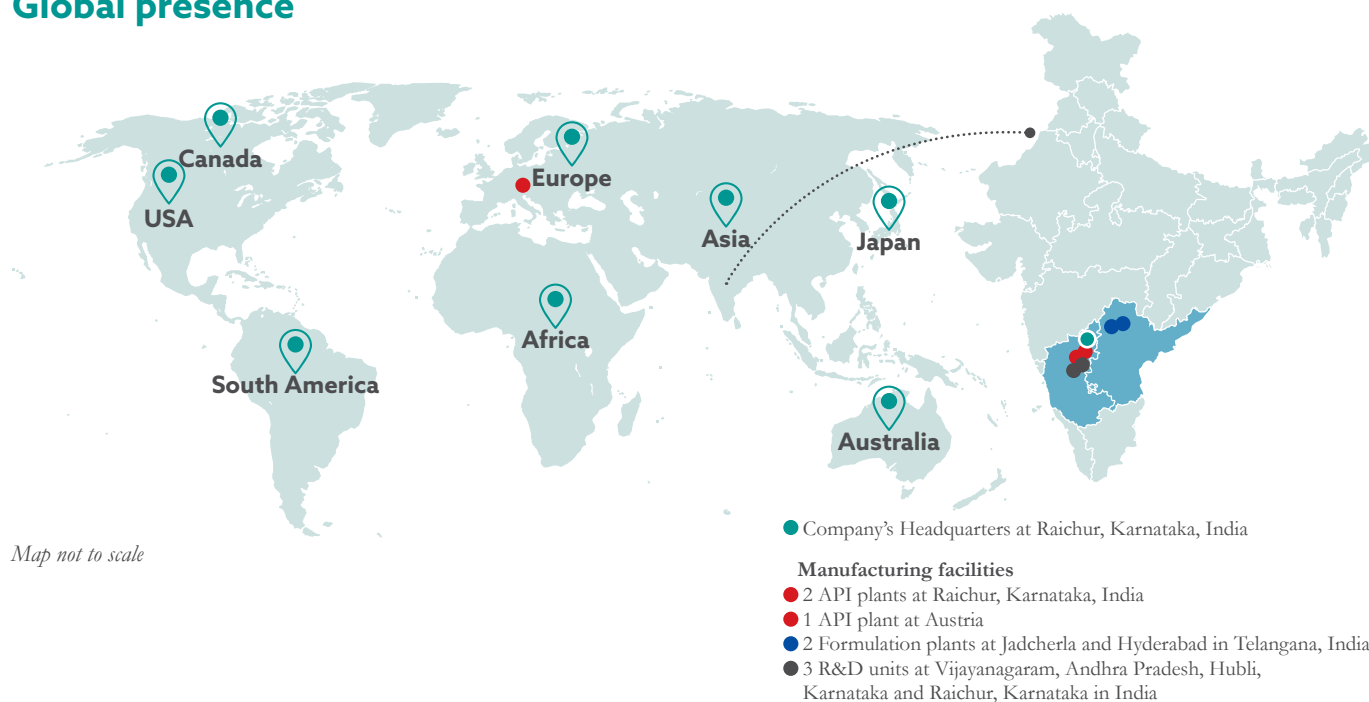 Global presence
Canada
Europe
USA
Asia
Japan
Africa
South America
Australia
Map not to scale
Company's Headquarters at Raichur, Karnataka, India
Manufacturing facilities
2 API plants at Raichur, Karnataka, India
1 API plant at Austria
2 Formulation plants at Jadcherla and Hyderabad in Telangana, India
3 R&D units at Vijayanagaram, Andhra Pradesh, Hubli,
Karnataka and Raichur, Karnataka in India